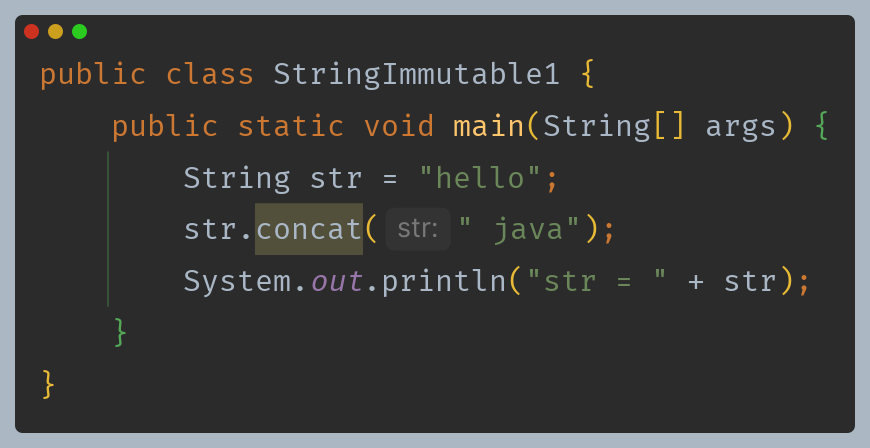 public class StringImmutable1 {
    public static void main(String[] args) {
        String str = "hello";
        str.concat( str: " java");
        System.out.println("str = " + str);
    }
}